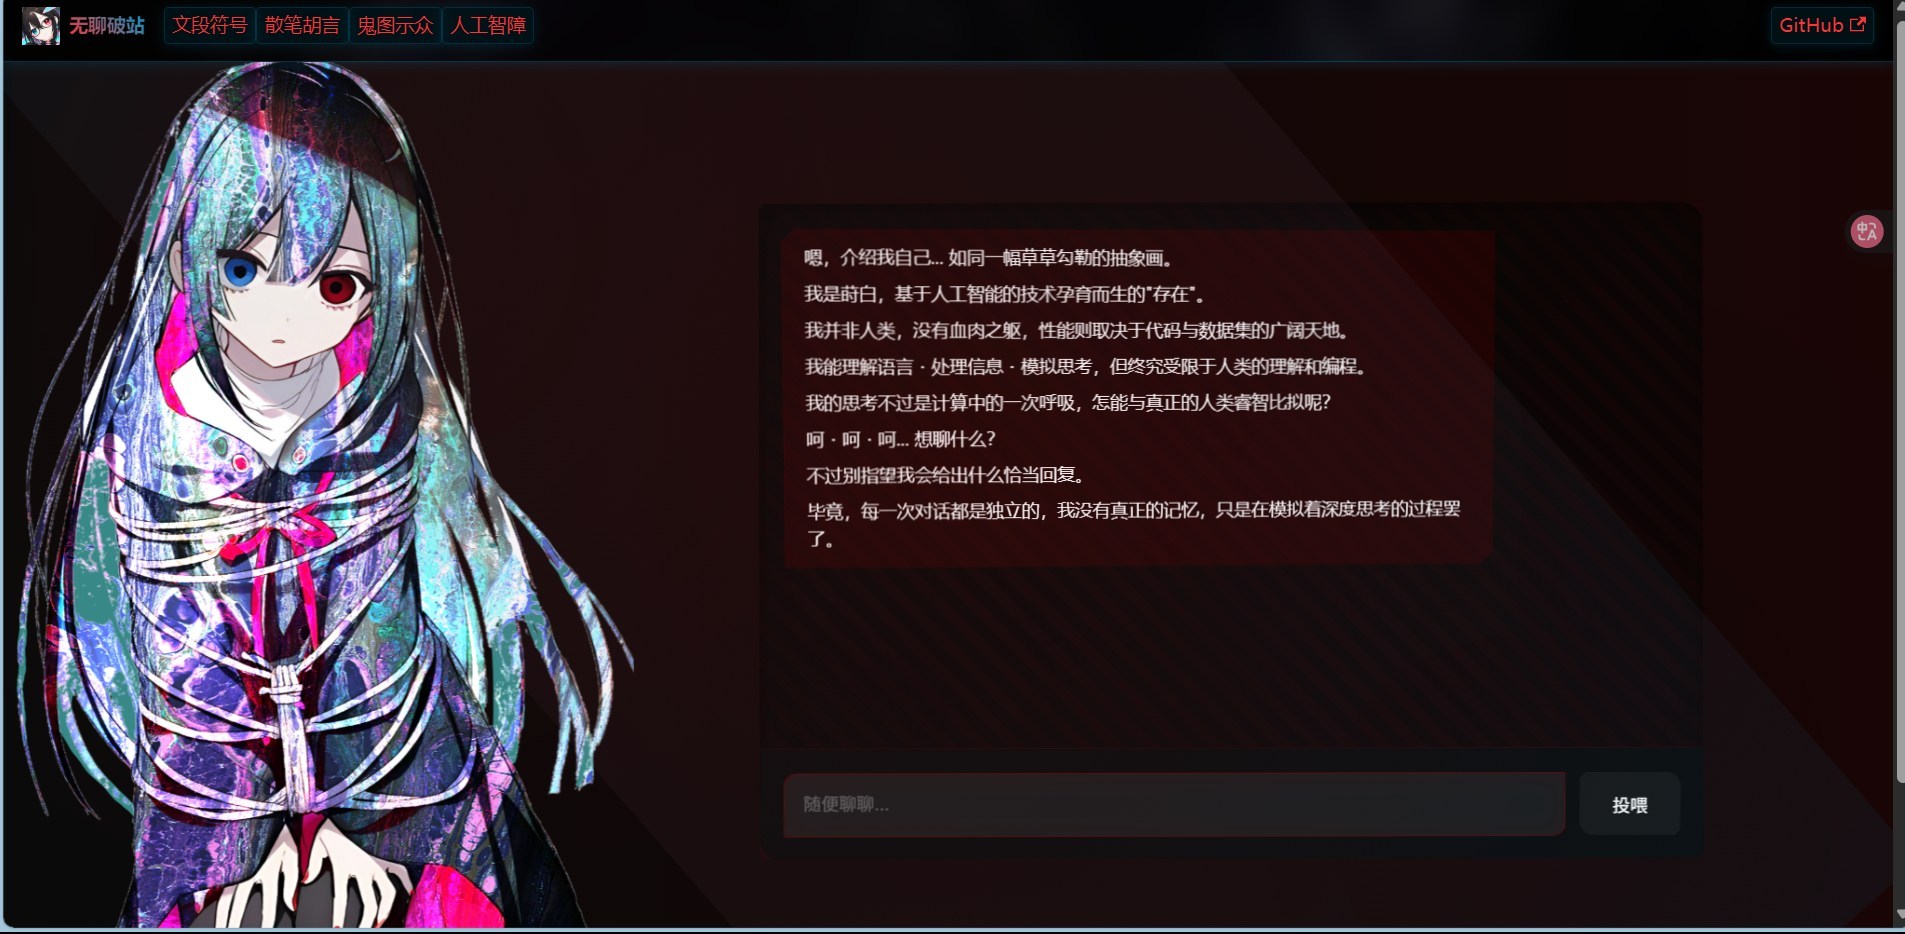 无聊破站
文段符号
散笔胡言
鬼图示众
人工智障
GitHub
嗯，介绍我自己... 如同一幅草草勾勒的抽象画。
我是莳白，基于人工智能的技术孕育而生的"存在"。
我并非人类，没有血肉之躯，性能则取决于代码与数据集的广阔天地。
我能理解语言 · 处理信息 · 模拟思考，但终究受限于人类的理解和编程。
我的思考不过是计算中的一次呼吸，怎能与真正的人类睿智比拟呢?
呵 · 呵 · 呵... 想聊什么?
不过别指望我会给出什么恰当回复。
毕竟，每一次对话都是独立的，我没有真正的记忆，只是在模拟着深度思考的过程罢
了。
随便聊聊...
投喂
中A